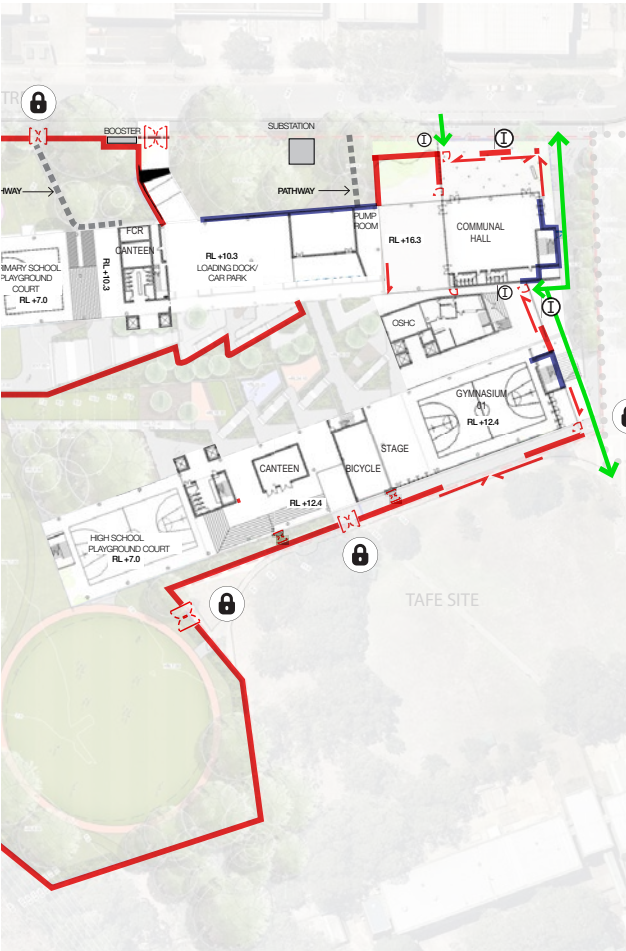 TR
BOOSTER
SUBSTATION
I
I
HWAY
PATHWAY
FCR
CANTEEN
PUMP
ROOM
COMMUNAL
HALL
RL +16.3
RL +10.3
LOADING DOCK/
CAR PARK
RL +10.3
RIMARY SCHOOL
PLAYGROUND
COURT
RL +7.0
I
I
OSHC
GYMNASIUM
01
RL +12.4
STAGE
CANTEEN
BICYCLE
RL +12.4
HIGH SCHOOL
PLAYGROUND COURT
RL +7.0
TAFE SITE